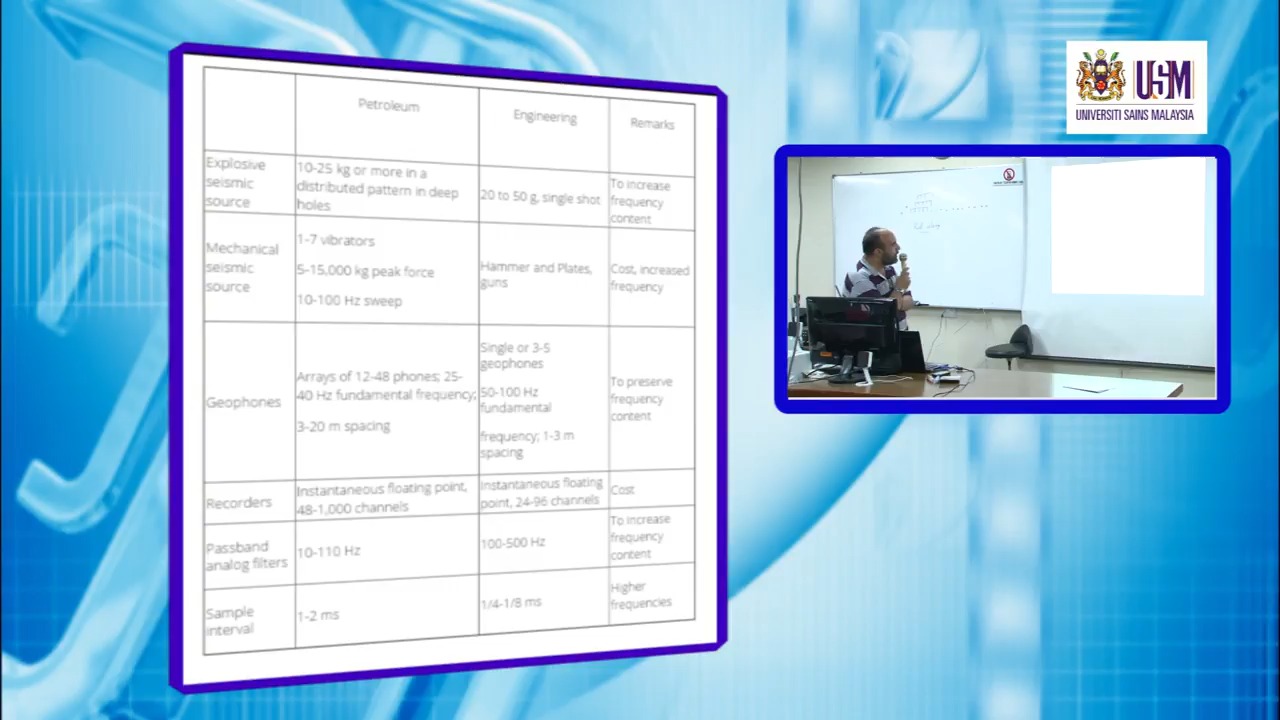 Petroleum
Engineering
Remarks
Explosive
seismic
source
10-25 kg or more in a
distributed pattern in deep
holes
20 to 50 g, single shot
To increase
frequency
content
Mechanical
seismic
source
1-7 vibrators
5-15,000 kg peak force
10-100 Hz sweep
Hammer and Plates,
guns
Cost, increased
frequency
Geophones
Arrays of 12-48 phones; 25-
40 Hz fundamental frequency;
3-20 m spacing
Single or 3-5
geophones
50-100 Hz
fundamental
frequency; 1-3 m
spacing
To preserve
frequency
content
Recorders
Instantaneous floating point,
48-1,000 channels
Instantaneous floating
point, 24-96 channels
Cost
Passband
analog filters
10-110 Hz
100-500 Hz
To increase
frequency
content
Sample
interval
1-2 ms
1/4-1/8 ms
Higher
frequencies
USM
UNIVERSITI SAINS MALAYSIA